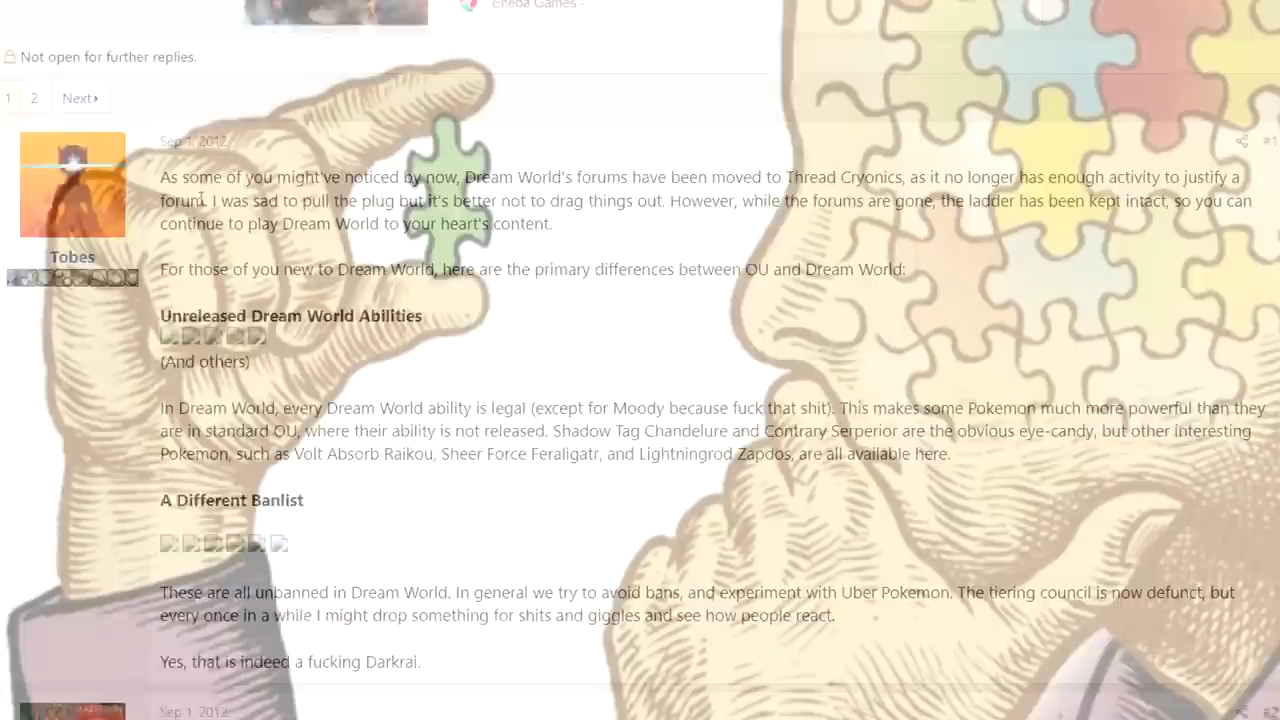 Eneba Games -
Not open for further replies.
1 2 Next
Sep 1, 2012
#1
As some of you might've noticed by now, Dream World's forums have been moved to Thread Cryonics, as it no longer has enough activity to justify a
forum. I was sad to pull the plug but it's better not to drag things out. However, while the forums are gone, the ladder has been kept intact, so you can
continue to play Dream World to your heart's content.
Tobes
For those of you new to Dream World, here are the primary differences between OU and Dream World:
Unreleased Dream World Abilities
(And others)
In Dream World, every Dream World ability is legal (except for Moody because fuck that shit). This makes some Pokemon much more powerful than they
are in standard OU, where their ability is not released. Shadow Tag Chandelure and Contrary Serperior are the obvious eye-candy, but other interesting
Pokemon, such as Volt Absorb Raikou, Sheer Force Feraligatr, and Lightningrod Zapdos, are all available here.
A Different Banlist
These are all unbanned in Dream World. In general we try to avoid bans, and experiment with Uber Pokemon. The tiering council is now defunct, but
every once in a while I might drop something for shits and giggles and see how people react.
Yes, that is indeed a fucking Darkrai.
Sep 1, 2012
#2